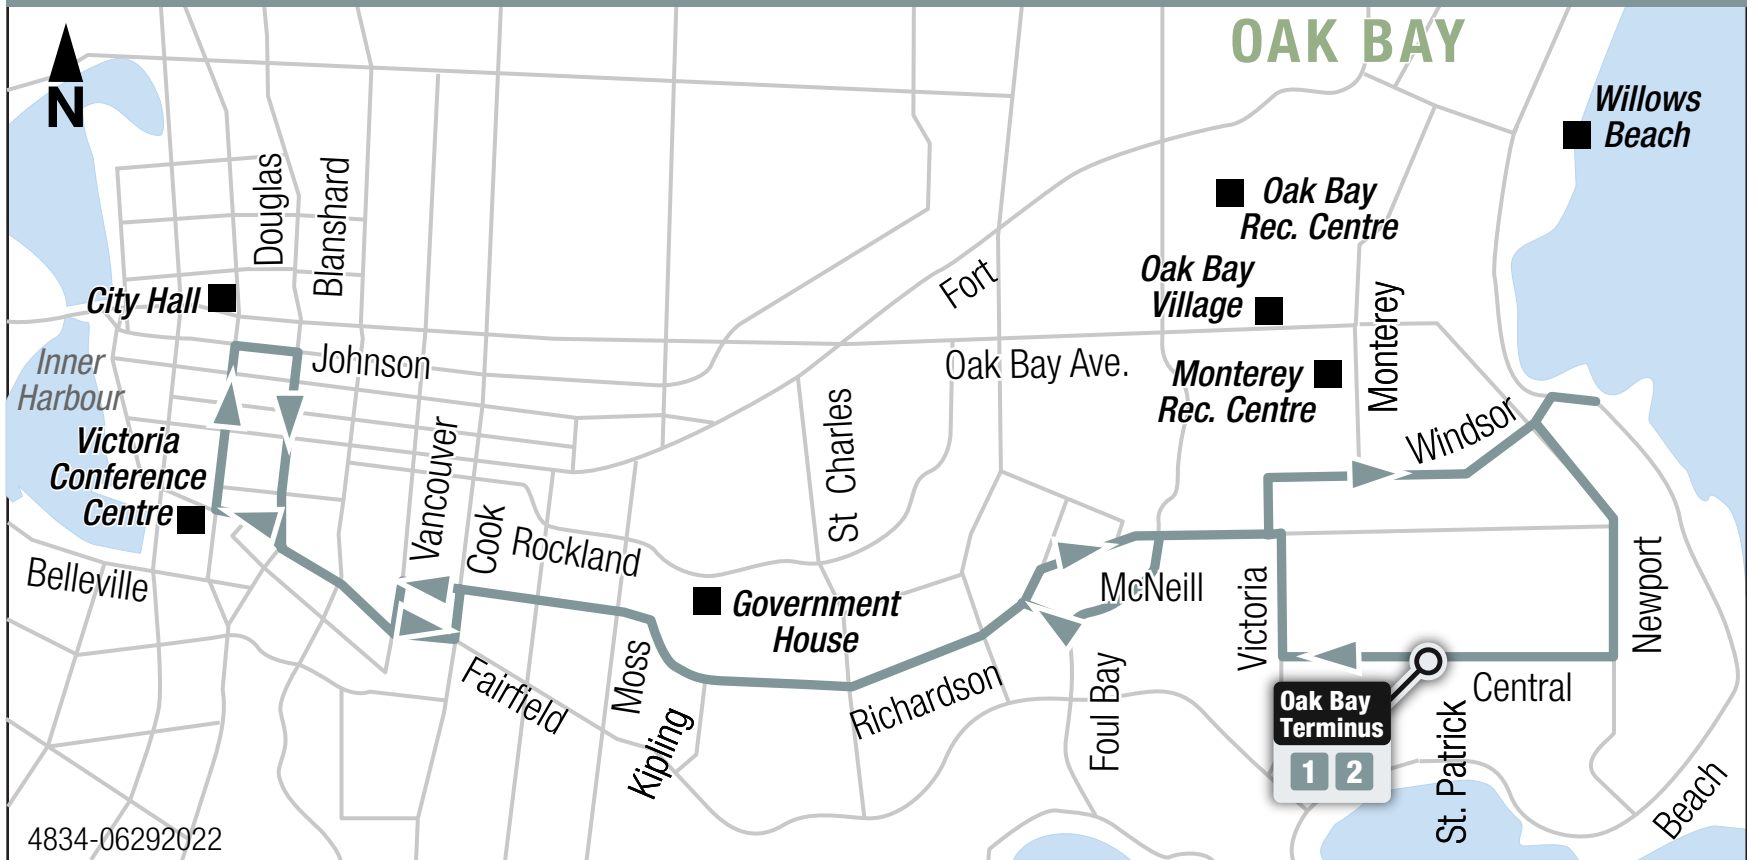 OAK BAY
N
Willows
Beach
Douglas
Blanshard
Oak Bay
Rec. Centre
City Hall
Fort
Oak Bay
Village
Monterey
Inner
Harbour
Johnson
Oak Bay Ave.
Monterey
Rec. Centre
Victoria
Conference
Centre
Vancouver
Cook
St Charles
Windsor
Rockland
Belleville
McNeill
Victoria
Newport
Government
House
Moss
Fairfield
Kipling
Richardson
Foul Bay
Central
Oak Bay
Terminus
1 2
St. Patrick
Beach
4834-06292022